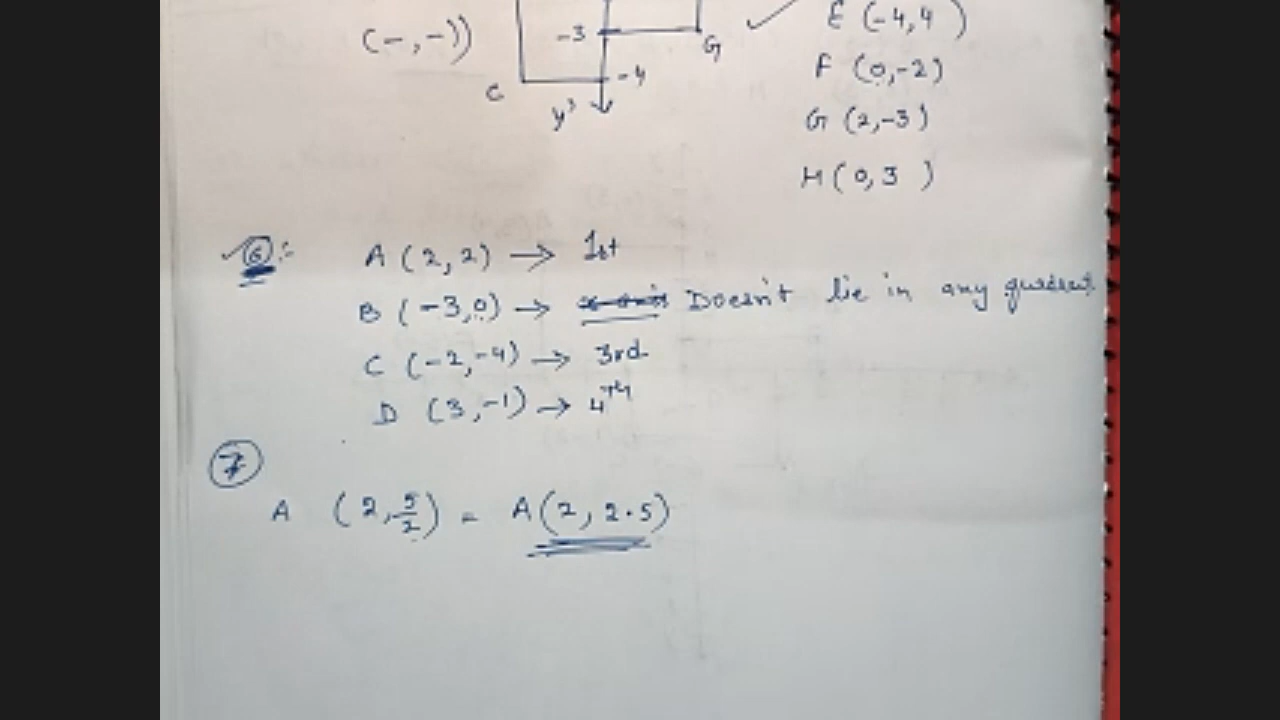 E (-4,4 )
(-,-)) -3 G
F (0,-2)
C -4
y'
G (2,-3)
H ( 0,3 )
6:- A (2,2) → 1st
B (-3,0) → Doesn't lie in any
C (-2,-4) → 3rd
D (3,-1) → 4th
7
A (2,5/2) = A(2, 2.5)